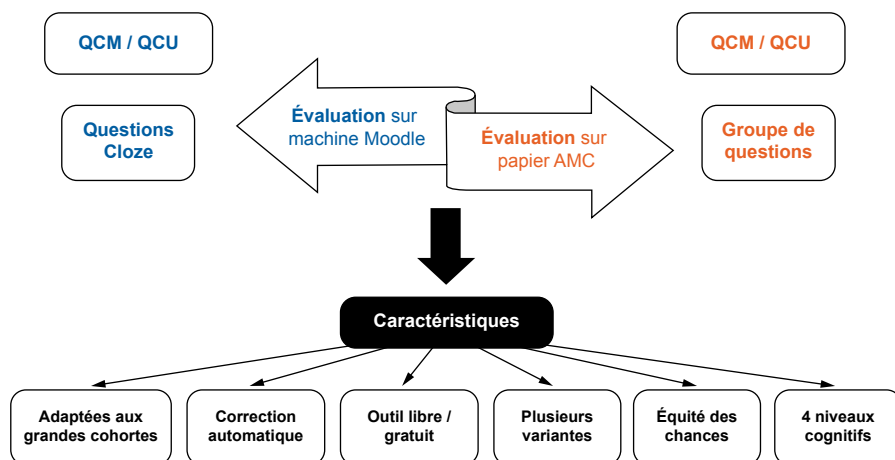 QCM / QCU
QCM / QCU
Questions
Cloze
Évaluation sur
machine Moodle
Évaluation sur
papier AMC
Groupe de
questions
Caractéristiques
Adaptées aux
grandes cohortes
Correction
automatique
Outil libre /
gratuit
Plusieurs
variantes
Équité des
chances
4 niveaux
cognitifs